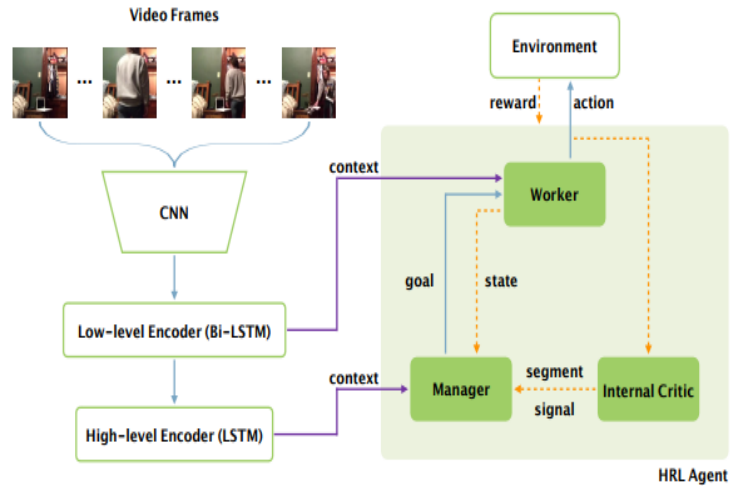 Video Frames
... ... ...
CNN
Low-level Encoder (Bi-LSTM)
High-level Encoder (LSTM)
context
context
Environment
reward
action
Worker
goal
state
Manager
segment
signal
Internal Critic
HRL Agent